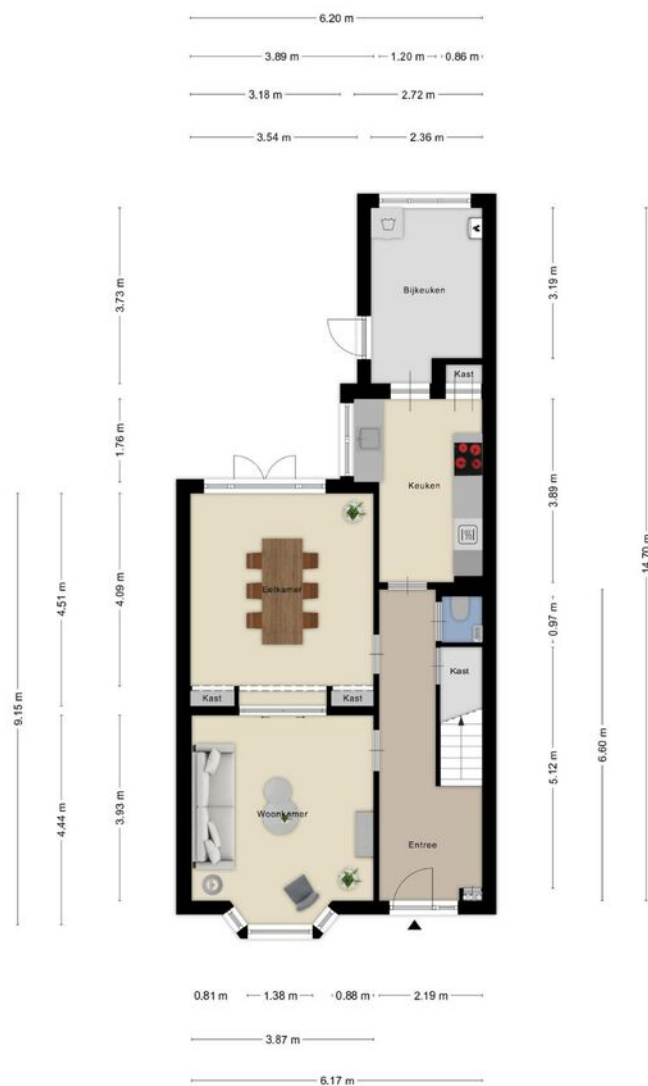 6.20 m
3.89 m
1.20 m
0.86 m
3.18 m
2.72 m
3.54 m
2.36 m
3.73 m
3.19 m
Bijkeuken
Kast
1.76 m
Keuken
3.89 m
14.70 m
9.15 m
4.51 m
4.09 m
Eetkamer
0.97 m
Kast
Kast
Kast
4.44 m
3.93 m
5.12 m
6.60 m
Woonkamer
Entree
0.81 m
1.38 m
0.88 m
2.19 m
3.87 m
6.17 m